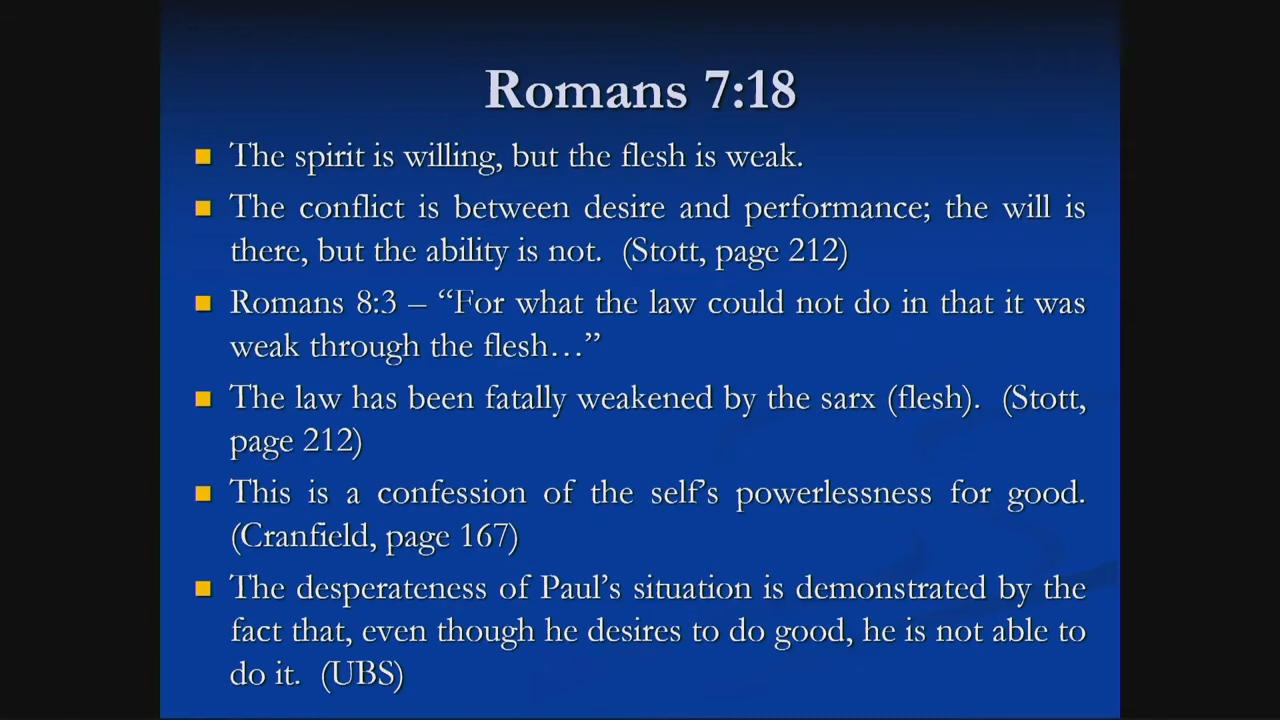 Romans 7:18
The spirit is willing, but the flesh is weak.
The conflict is between desire and performance; the will is
there, but the ability is not. (Stott, page 212)
Romans 8:3 – “For what the law could not do in that it was
weak through the flesh…”
The law has been fatally weakened by the sarx (flesh). (Stott,
page 212)
This is a confession of the self’s powerlessness for good.
(Cranfield, page 167)
The desperateness of Paul’s situation is demonstrated by the
fact that, even though he desires to do good, he is not able to
do it. (UBS)